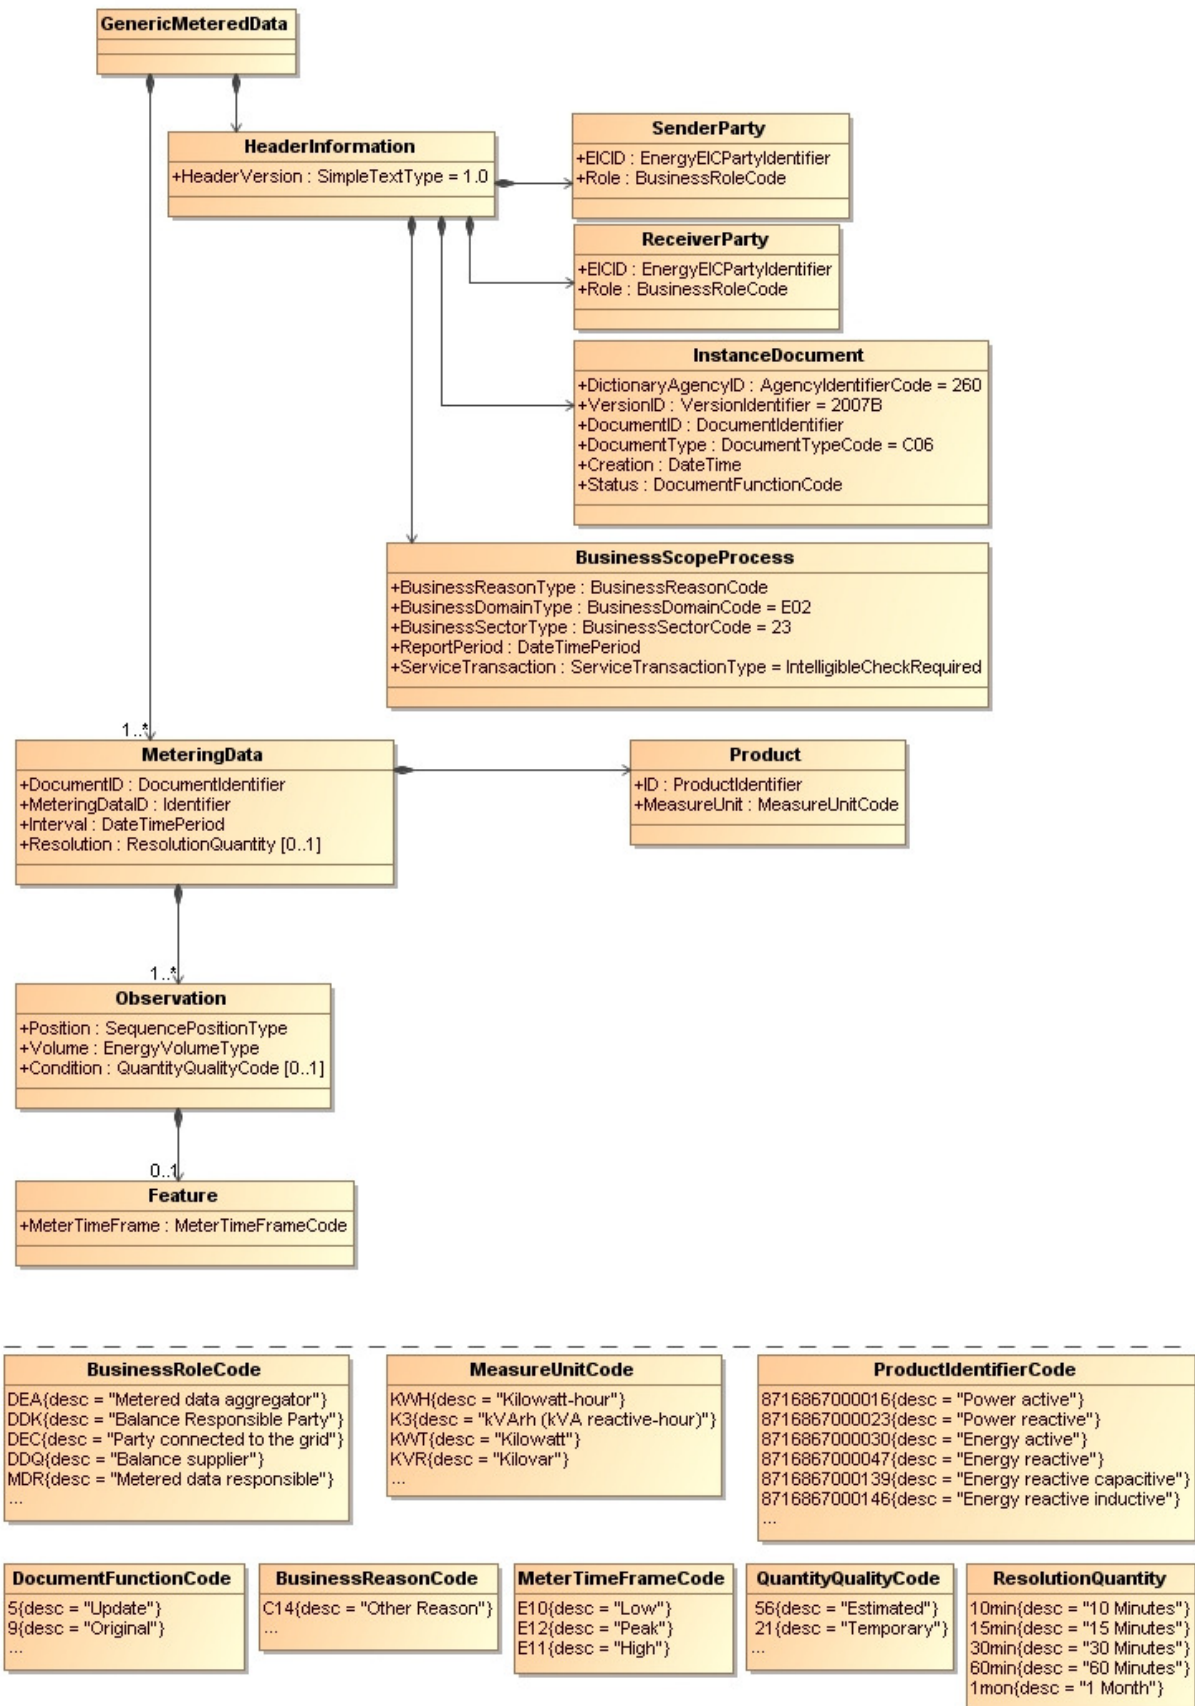 GenericMeteredData
HeaderInformation
+HeaderVersion : SimpleTextType = 1.0
SenderParty
+EICID : EnergyEICPartyIdentifier
+Role : BusinessRoleCode
ReceiverParty
+EICID : EnergyEICPartyIdentifier
+Role : BusinessRoleCode
InstanceDocument
+DictionaryAgencyID : AgencyIdentifierCode = 260
+VersionID : VersionIdentifier = 2007B
+DocumentID : DocumentIdentifier
+DocumentType : DocumentTypeCode = C06
+Creation : DateTime
+Status : DocumentFunctionCode
BusinessScopeProcess
+BusinessReasonType : BusinessReasonCode
+BusinessDomainType : BusinessDomainCode = E02
+BusinessSectorType : BusinessSectorCode = 23
+ReportPeriod : DateTimePeriod
+ServiceTransaction : ServiceTransactionType = IntelligibleCheckRequired
1..*
MeteringData
+DocumentID : DocumentIdentifier
+MeteringDataID : Identifier
+Interval : DateTimePeriod
+Resolution : ResolutionQuantity [0..1]
Product
+ID : ProductIdentifier
+MeasureUnit : MeasureUnitCode
1..*
Observation
+Position : SequencePositionType
+Volume : EnergyVolumeType
+Condition : QuantityQualityCode [0..1]
0..1
Feature
+MeterTimeFrame : MeterTimeFrameCode
BusinessRoleCode
DEA{desc = "Metered data aggregator"}
DDK{desc = "Balance Responsible Party"}
DEC{desc = "Party connected to the grid"}
DDQ{desc = "Balance supplier"}
MDR{desc = "Metered data responsible"}
...
MeasureUnitCode
KWH{desc = "Kilowatt-hour"}
K3{desc = "kVArh (kVA reactive-hour)"}
KWT{desc = "Kilowatt"}
KVR{desc = "Kilovar"}
...
ProductIdentifierCode
8716867000016{desc = "Power active"}
8716867000023{desc = "Power reactive"}
8716867000030{desc = "Energy active"}
8716867000047{desc = "Energy reactive"}
8716867000139{desc = "Energy reactive capacitive"}
8716867000146{desc = "Energy reactive inductive"}
...
DocumentFunctionCode
5{desc = "Update"}
9{desc = "Original"}
...
BusinessReasonCode
C14{desc = "Other Reason"}
...
MeterTimeFrameCode
E10{desc = "Low"}
E12{desc = "Peak"}
E11{desc = "High"}
QuantityQualityCode
56{desc = "Estimated"}
21{desc = "Temporary"}
...
ResolutionQuantity
10min{desc = "10 Minutes"}
15min{desc = "15 Minutes"}
30min{desc = "30 Minutes"}
60min{desc = "60 Minutes"}
1mon{desc = "1 Month"}